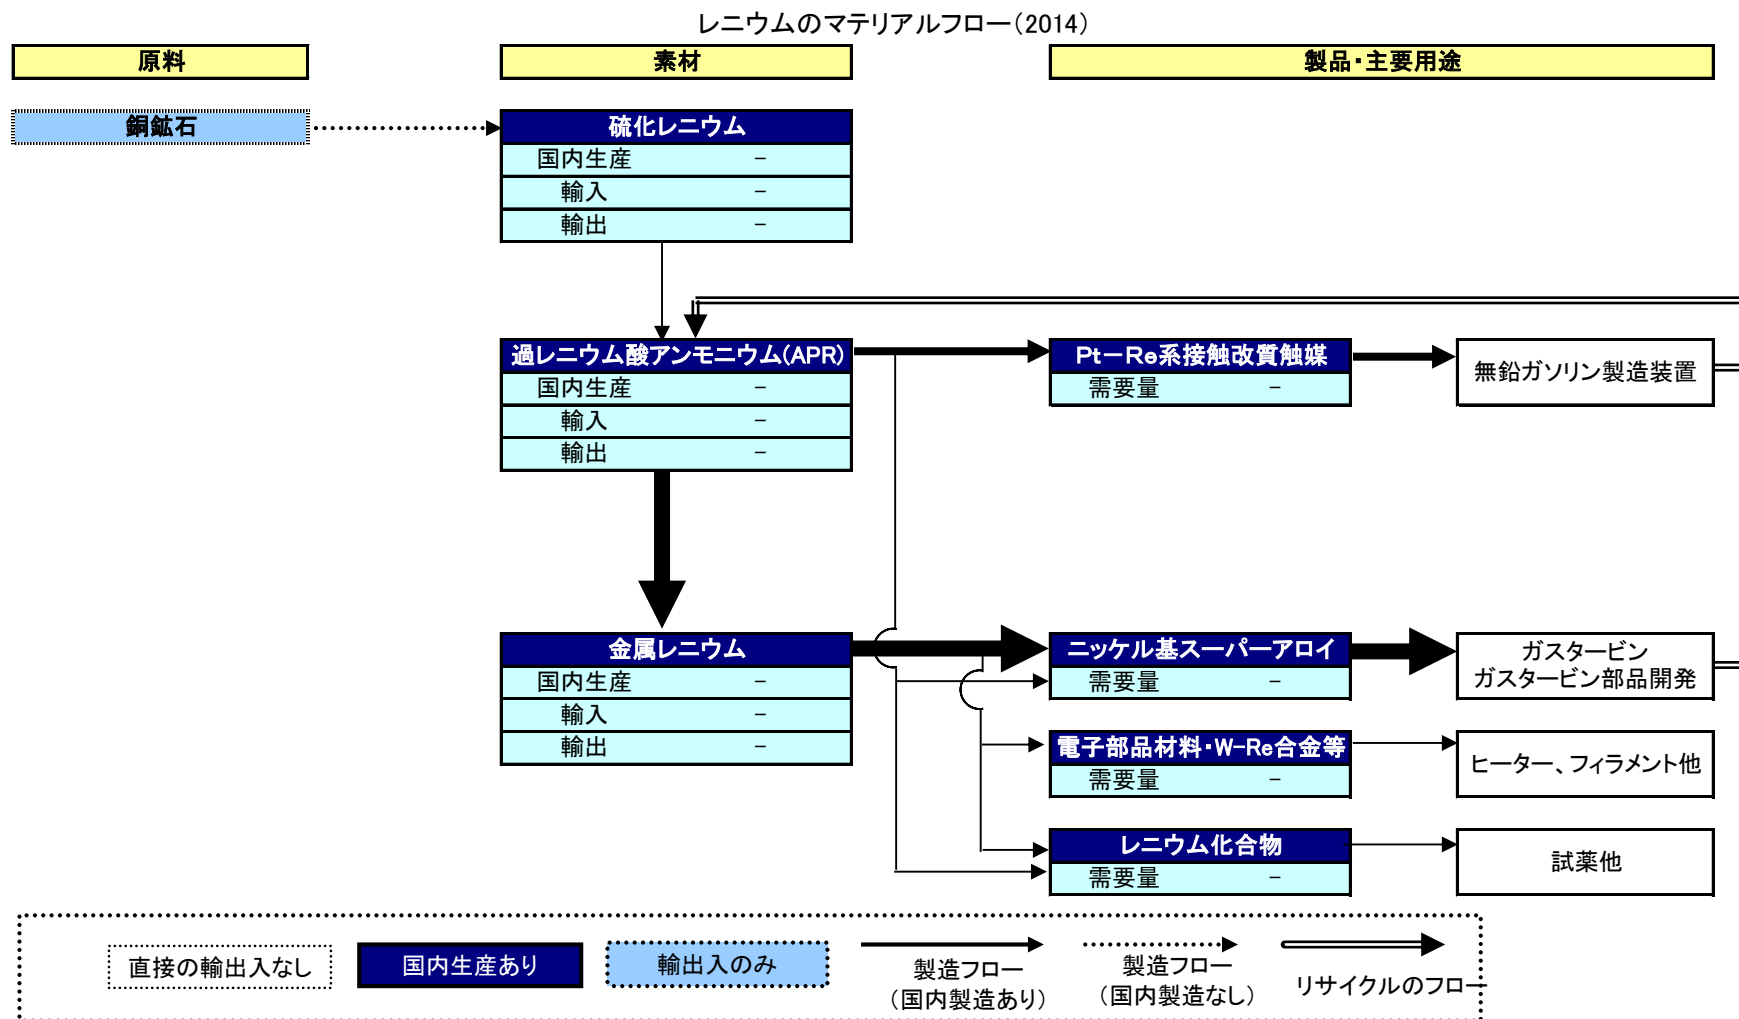 レニウムのマテリアルフロー(2014)
原料
素材
製品・主要用途
銅鉱石
硫化レニウム
国内生産 -
輸入 -
輸出 -
過レニウム酸アンモニウム(APR)
国内生産 -
輸入 -
輸出 -
Pt-Re系接触改質触媒
需要量 -
無鉛ガソリン製造装置
金属レニウム
国内生産 -
輸入 -
輸出 -
ニッケル基スーパーアロイ
需要量 -
ガスタービン
ガスタービン部品開発
電子部品材料・W-Re合金等
需要量 -
ヒーター、フィラメント他
レニウム化合物
需要量 -
試薬他
直接の輸出入なし
国内生産あり
輸出入のみ
製造フロー
(国内製造あり)
製造フロー
(国内製造なし)
リサイクルのフロー